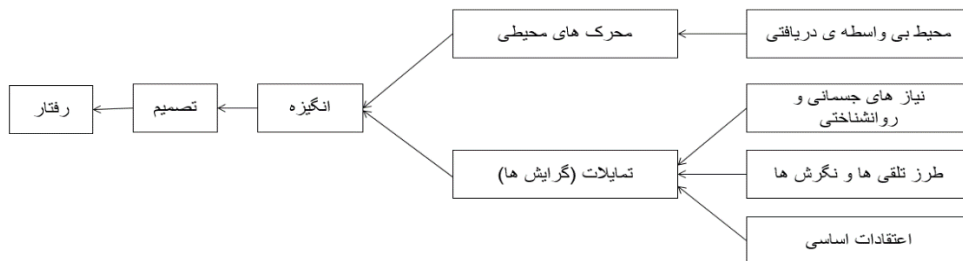 محیط بی واسطه ی دریافتی
محرک های محیطی
نیاز های جسمانی و
روانشناختی
انگیزه
تصمیم
رفتار
طرز تلقی ها و نگرش ها
تمایلات (گرایش ها)
اعتقادات اساسی